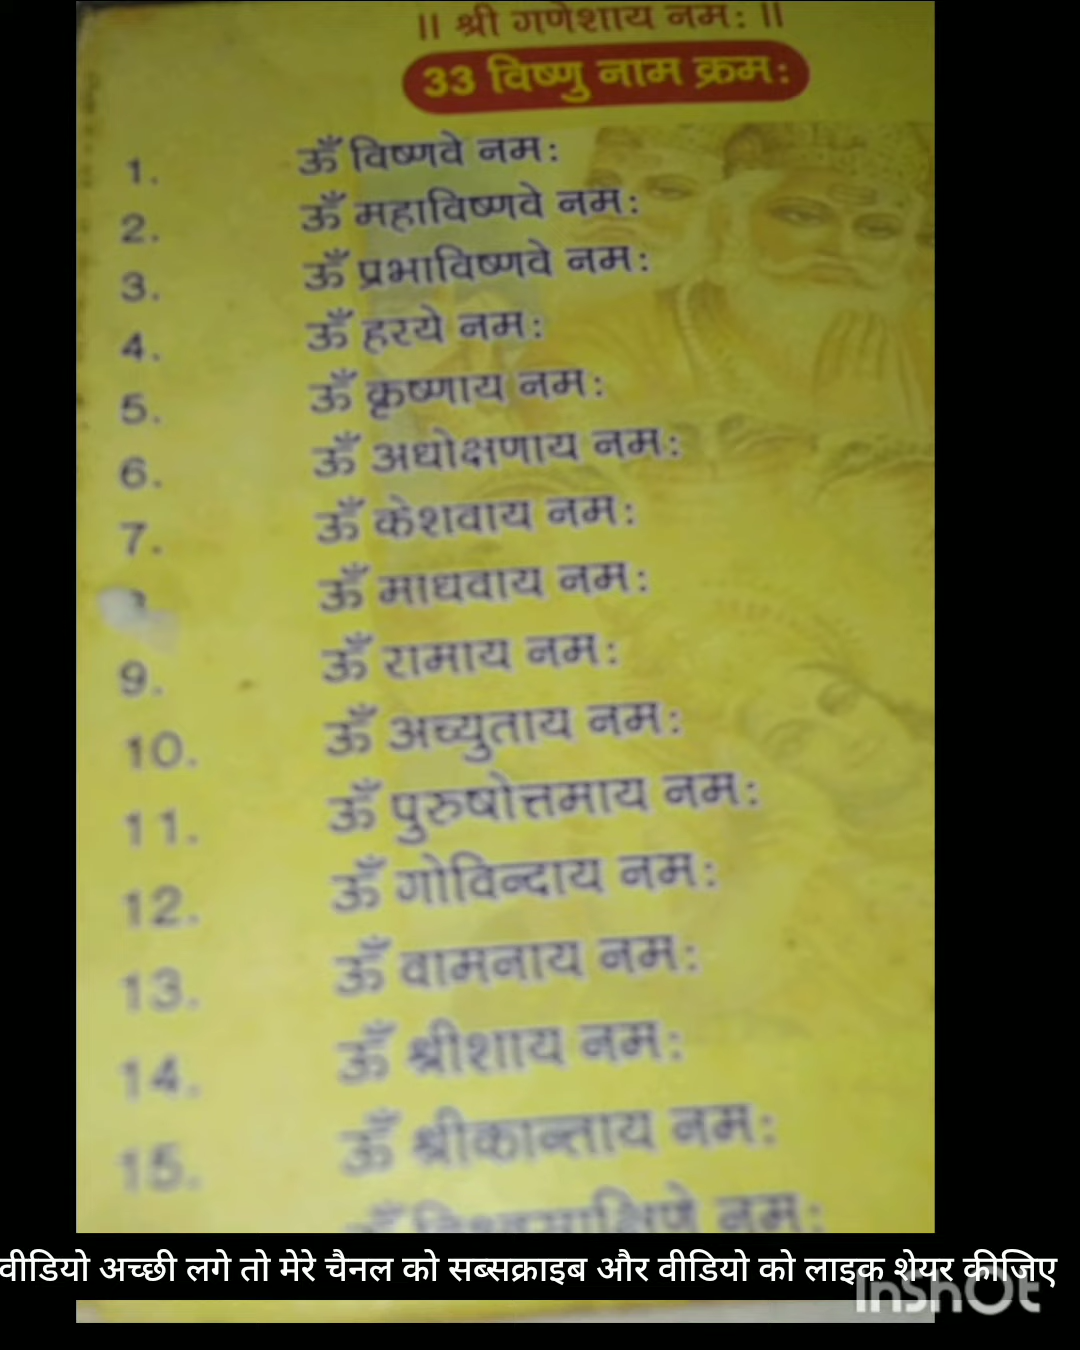 ॥ श्री गणेशाय नमः ॥
33 विष्णु नाम क्रमः
1. ॐ विष्णवे नमः
2. ॐ महाविष्णवे नमः
3. ॐ प्रभाविष्णवे नमः
4. ॐ हरये नमः
5. ॐ कृष्णाय नमः
6. ॐ अधोक्षणाय नमः
7. ॐ केशवाय नमः
ॐ माधवाय नमः
9. ॐ रामाय नमः
10. ॐ अच्युताय नमः
11. ॐ पुरुषोत्तमाय नमः
12. ॐ गोविन्दाय नमः
13. ॐ वामनाय नमः
14. ॐ श्रीशाय नमः
15. ॐ श्रीकान्ताय नमः
ॐ विश्वसाक्षिणे नमः
वीडियो अच्छी लगे तो मेरे चैनल को सब्सक्राइब और वीडियो को लाइक शेयर कीजिए
InShOt